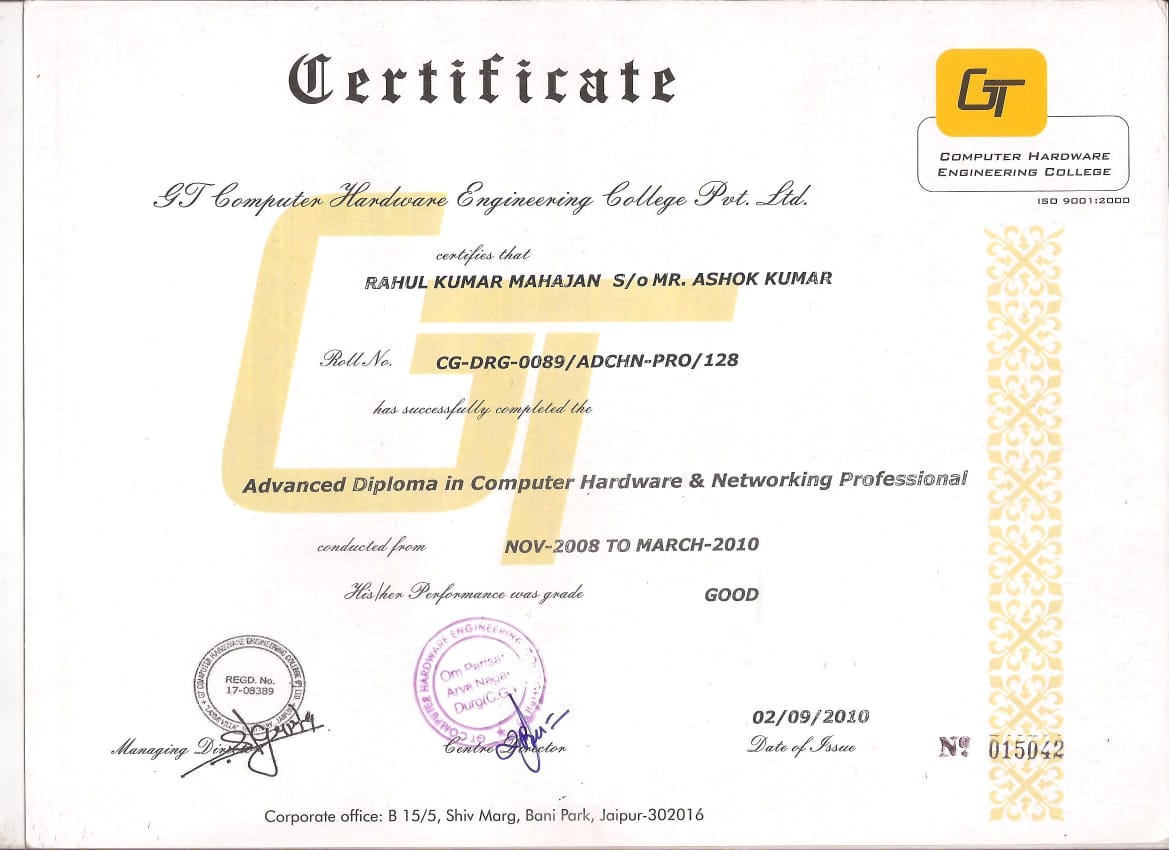 Certificate
GT
COMPUTER HARDWARE
ENGINEERING COLLEGE
ISO 9001:2000
GT Computer Hardware Engineering College Pvt. Ltd.
certifies that
RAHUL KUMAR MAHAJAN S/o MR. ASHOK KUMAR
Roll No. CG-DRG-0089/ADCHN-PRO/128
has successfully completed the
Advanced Diploma in Computer Hardware & Networking Professional
conducted from NOV-2008 TO MARCH-2010
His/her Performance was grade GOOD
GT COMPUTER HARDWARE ENGINEERING COLLEGE (P) LTD
REGD. No.
17-08389
GT COMPUTER HARDWARE ENGINEERING
Om Parisar
Arya Nagar
Durg(C.G.)
02/09/2010
Managing Director
Centre Director
Date of Issue
No. 015042
Corporate office: B 15/5, Shiv Marg, Bani Park, Jaipur-302016